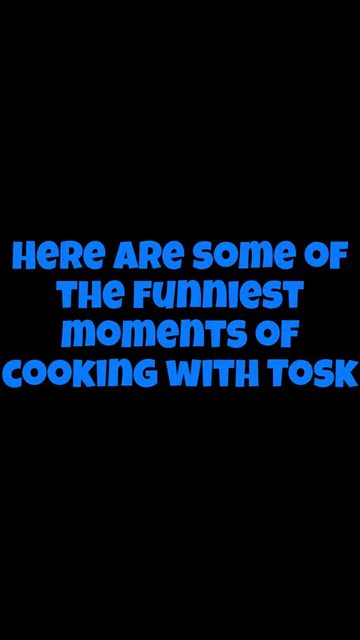 Here are some of
the funniest
moments of
cooking with Tosk